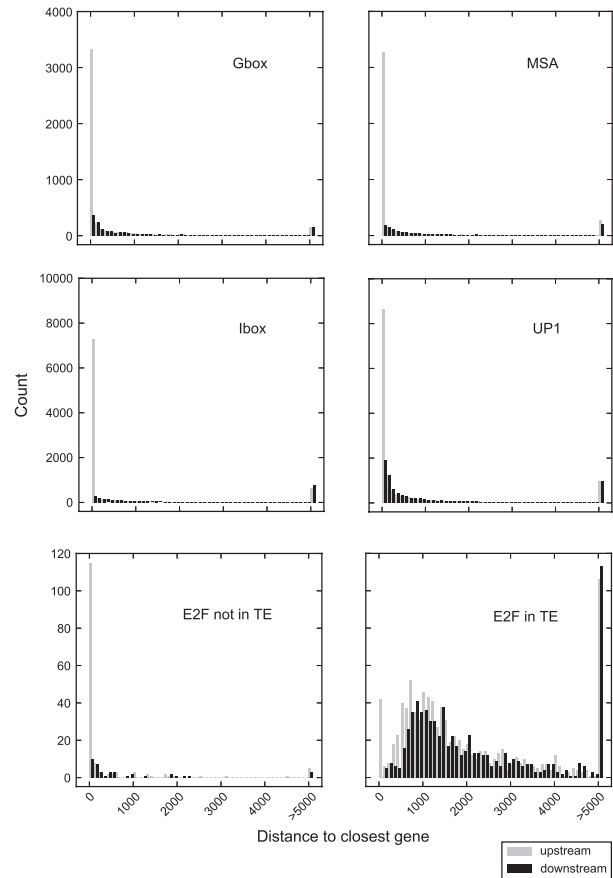 4000
3000
2000
1000
0
Gbox
MSA
10000
8000
6000
4000
2000
0
Ibox
UP1
Count
120
100
80
60
40
20
0
E2F not in TE
E2F in TE
0 1000 2000 3000 4000 >5000
0 1000 2000 3000 4000 >5000
Distance to closest gene
upstream
downstream